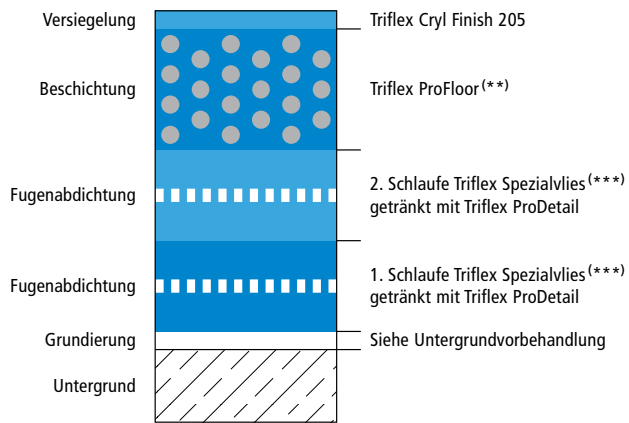 Versiegelung Triflex Cryl Finish 205
Beschichtung Triflex ProFloor(**)
Fugenabdichtung 2. Schlaufe Triflex Spezialvlies(***)
getränkt mit Triflex ProDetail
Fugenabdichtung 1. Schlaufe Triflex Spezialvlies(***)
getränkt mit Triflex ProDetail
Grundierung Siehe Untergrundvorbehandlung
Untergrund